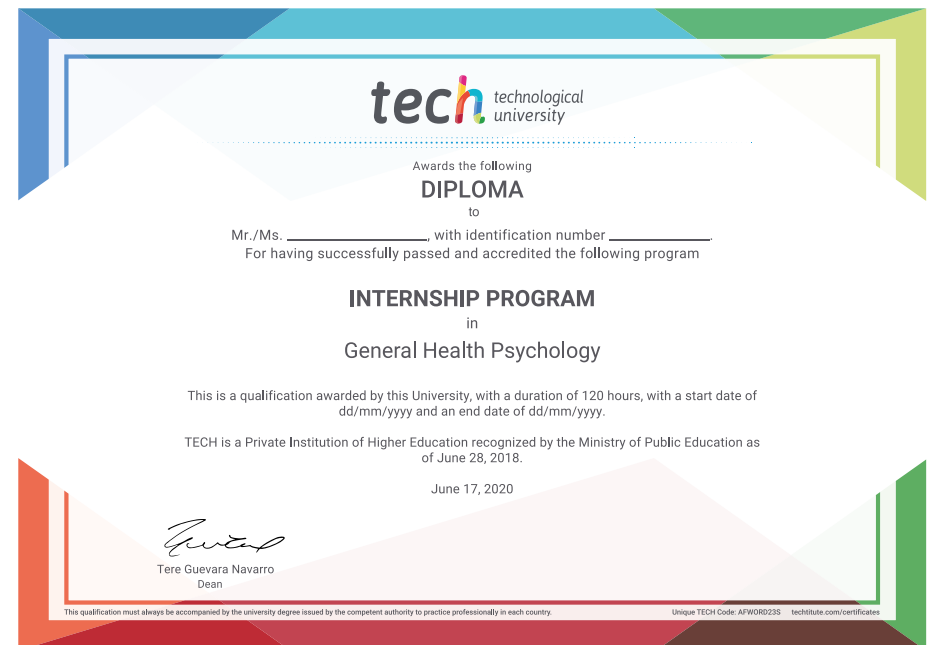 tech technological
university
Awards the following
DIPLOMA
to
Mr./Ms. ____________________, with identification number ______________.
For having successfully passed and accredited the following program
INTERNSHIP PROGRAM
in
General Health Psychology
This is a qualification awarded by this University, with a duration of 120 hours, with a start date of
dd/mm/yyyy and an end date of dd/mm/yyyy.
TECH is a Private Institution of Higher Education recognized by the Ministry of Public Education as
of June 28, 2018.
June 17, 2020
Tere Guevara Navarro
Dean
This qualification must always be accompanied by the university degree issued by the competent authority to practice professionally in each country. Unique TECH Code: AFWORD23S techtitute.com/certificates